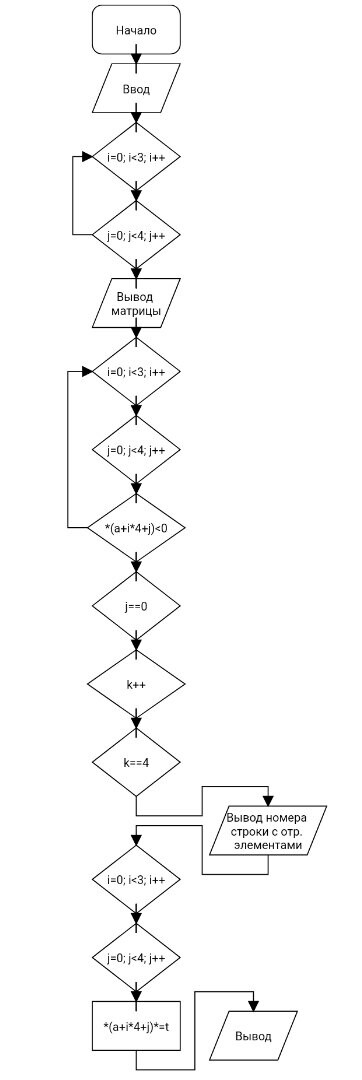 Начало
Ввод
i=0; i<3; i++
j=0; j<4; j++
Вывод
матрицы
i=0; i<3; i++
j=0; j<4; j++
*(a+i*4+j)<0
j==0
k++
k==4
Вывод номера
строки с отр.
элементами
i=0; i<3; i++
j=0; j<4; j++
*(a+i*4+j)*=t
Вывод